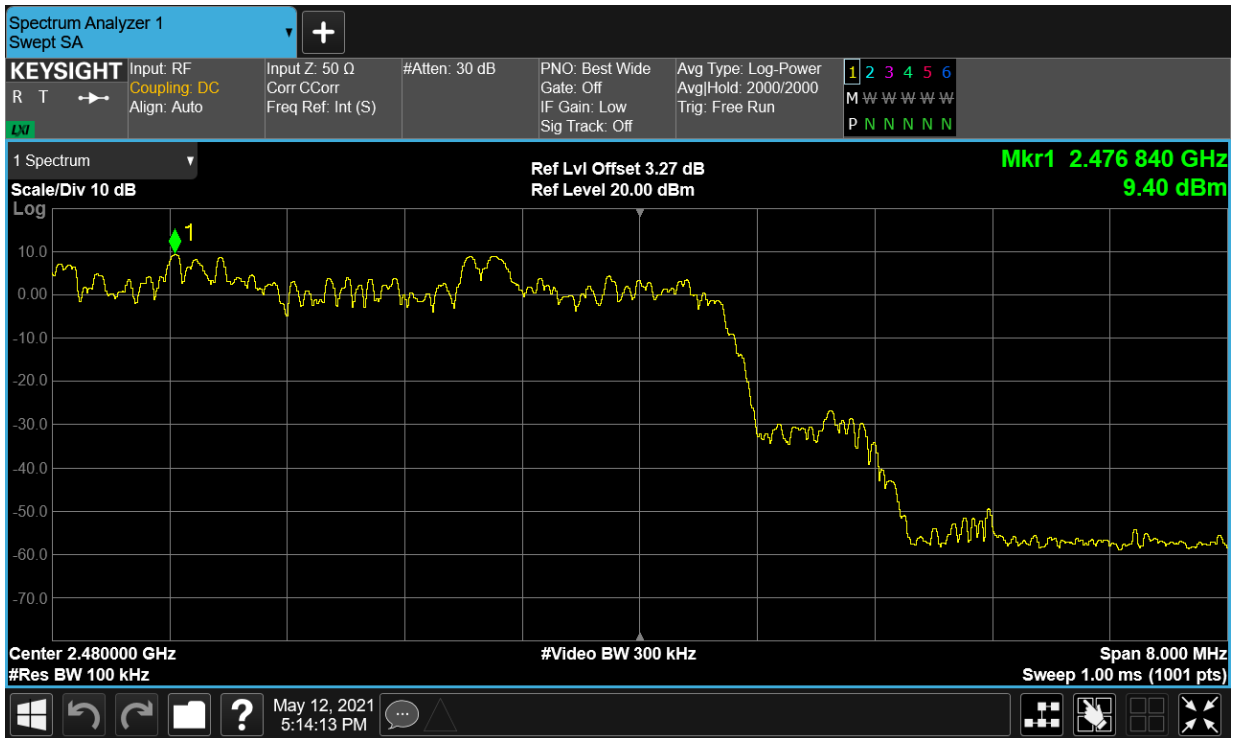 Spectrum Analyzer 1
Swept SA
KEYSIGHT
R T
LXI
Input: RF
Coupling: DC
Align: Auto
Input Z: 50 Ω
Corr CCorr
Freq Ref: Int (S)
#Atten: 30 dB
PNO: Best Wide
Gate: Off
IF Gain: Low
Sig Track: Off
Avg Type: Log-Power
Avg|Hold: 2000/2000
Trig: Free Run
1 2 3 4 5 6
M W W W W W
P N N N N N
1 Spectrum
Scale/Div 10 dB
Log
Ref Lvl Offset 3.27 dB
Ref Level 20.00 dBm
Mkr1 2.476 840 GHz
9.40 dBm
1
10.0
0.00
-10.0
-20.0
-30.0
-40.0
-50.0
-60.0
-70.0
Center 2.480000 GHz
#Res BW 100 kHz
#Video BW 300 kHz
Span 8.000 MHz
Sweep 1.00 ms (1001 pts)
?
May 12, 2021
5:14:13 PM